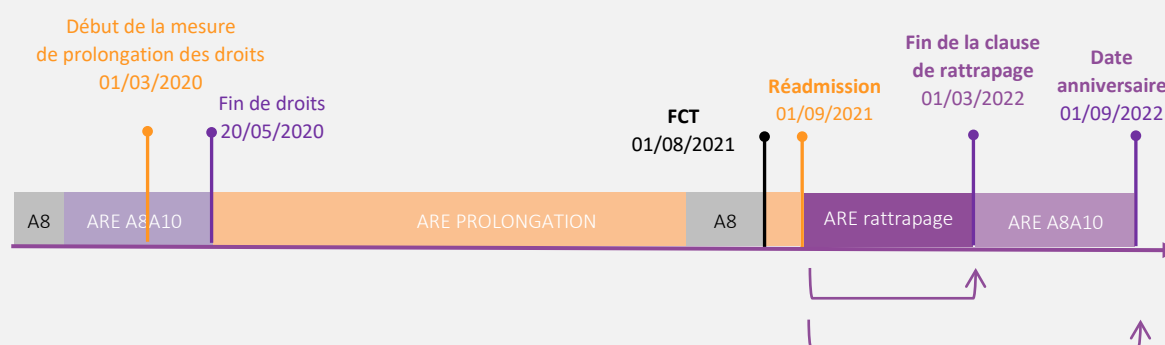 Début de la mesure
de prolongation des droits
01/03/2020
Fin de droits
20/05/2020
FCT
01/08/2021
Réadmission
01/09/2021
Fin de la clause
de rattrapage
01/03/2022
Date
anniversaire
01/09/2022
A8
ARE A8A10
ARE PROLONGATION
A8
ARE rattrapage
ARE A8A10